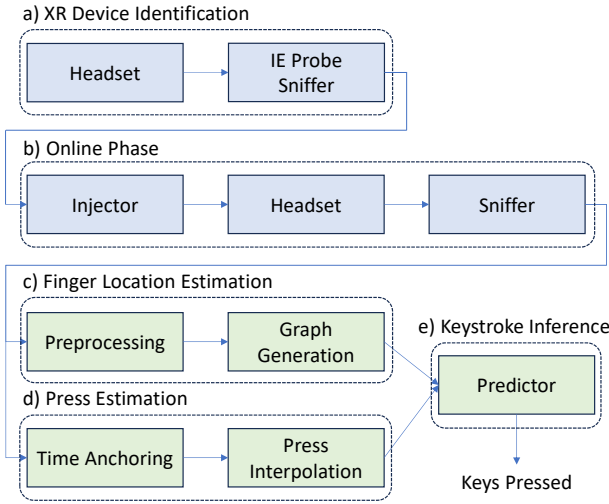 a) XR Device Identification
Headset
IE Probe
Sniffer
b) Online Phase
Injector
Headset
Sniffer
c) Finger Location Estimation
Preprocessing
Graph
Generation
d) Press Estimation
Time Anchoring
Press
Interpolation
e) Keystroke Inference
Predictor
Keys Pressed